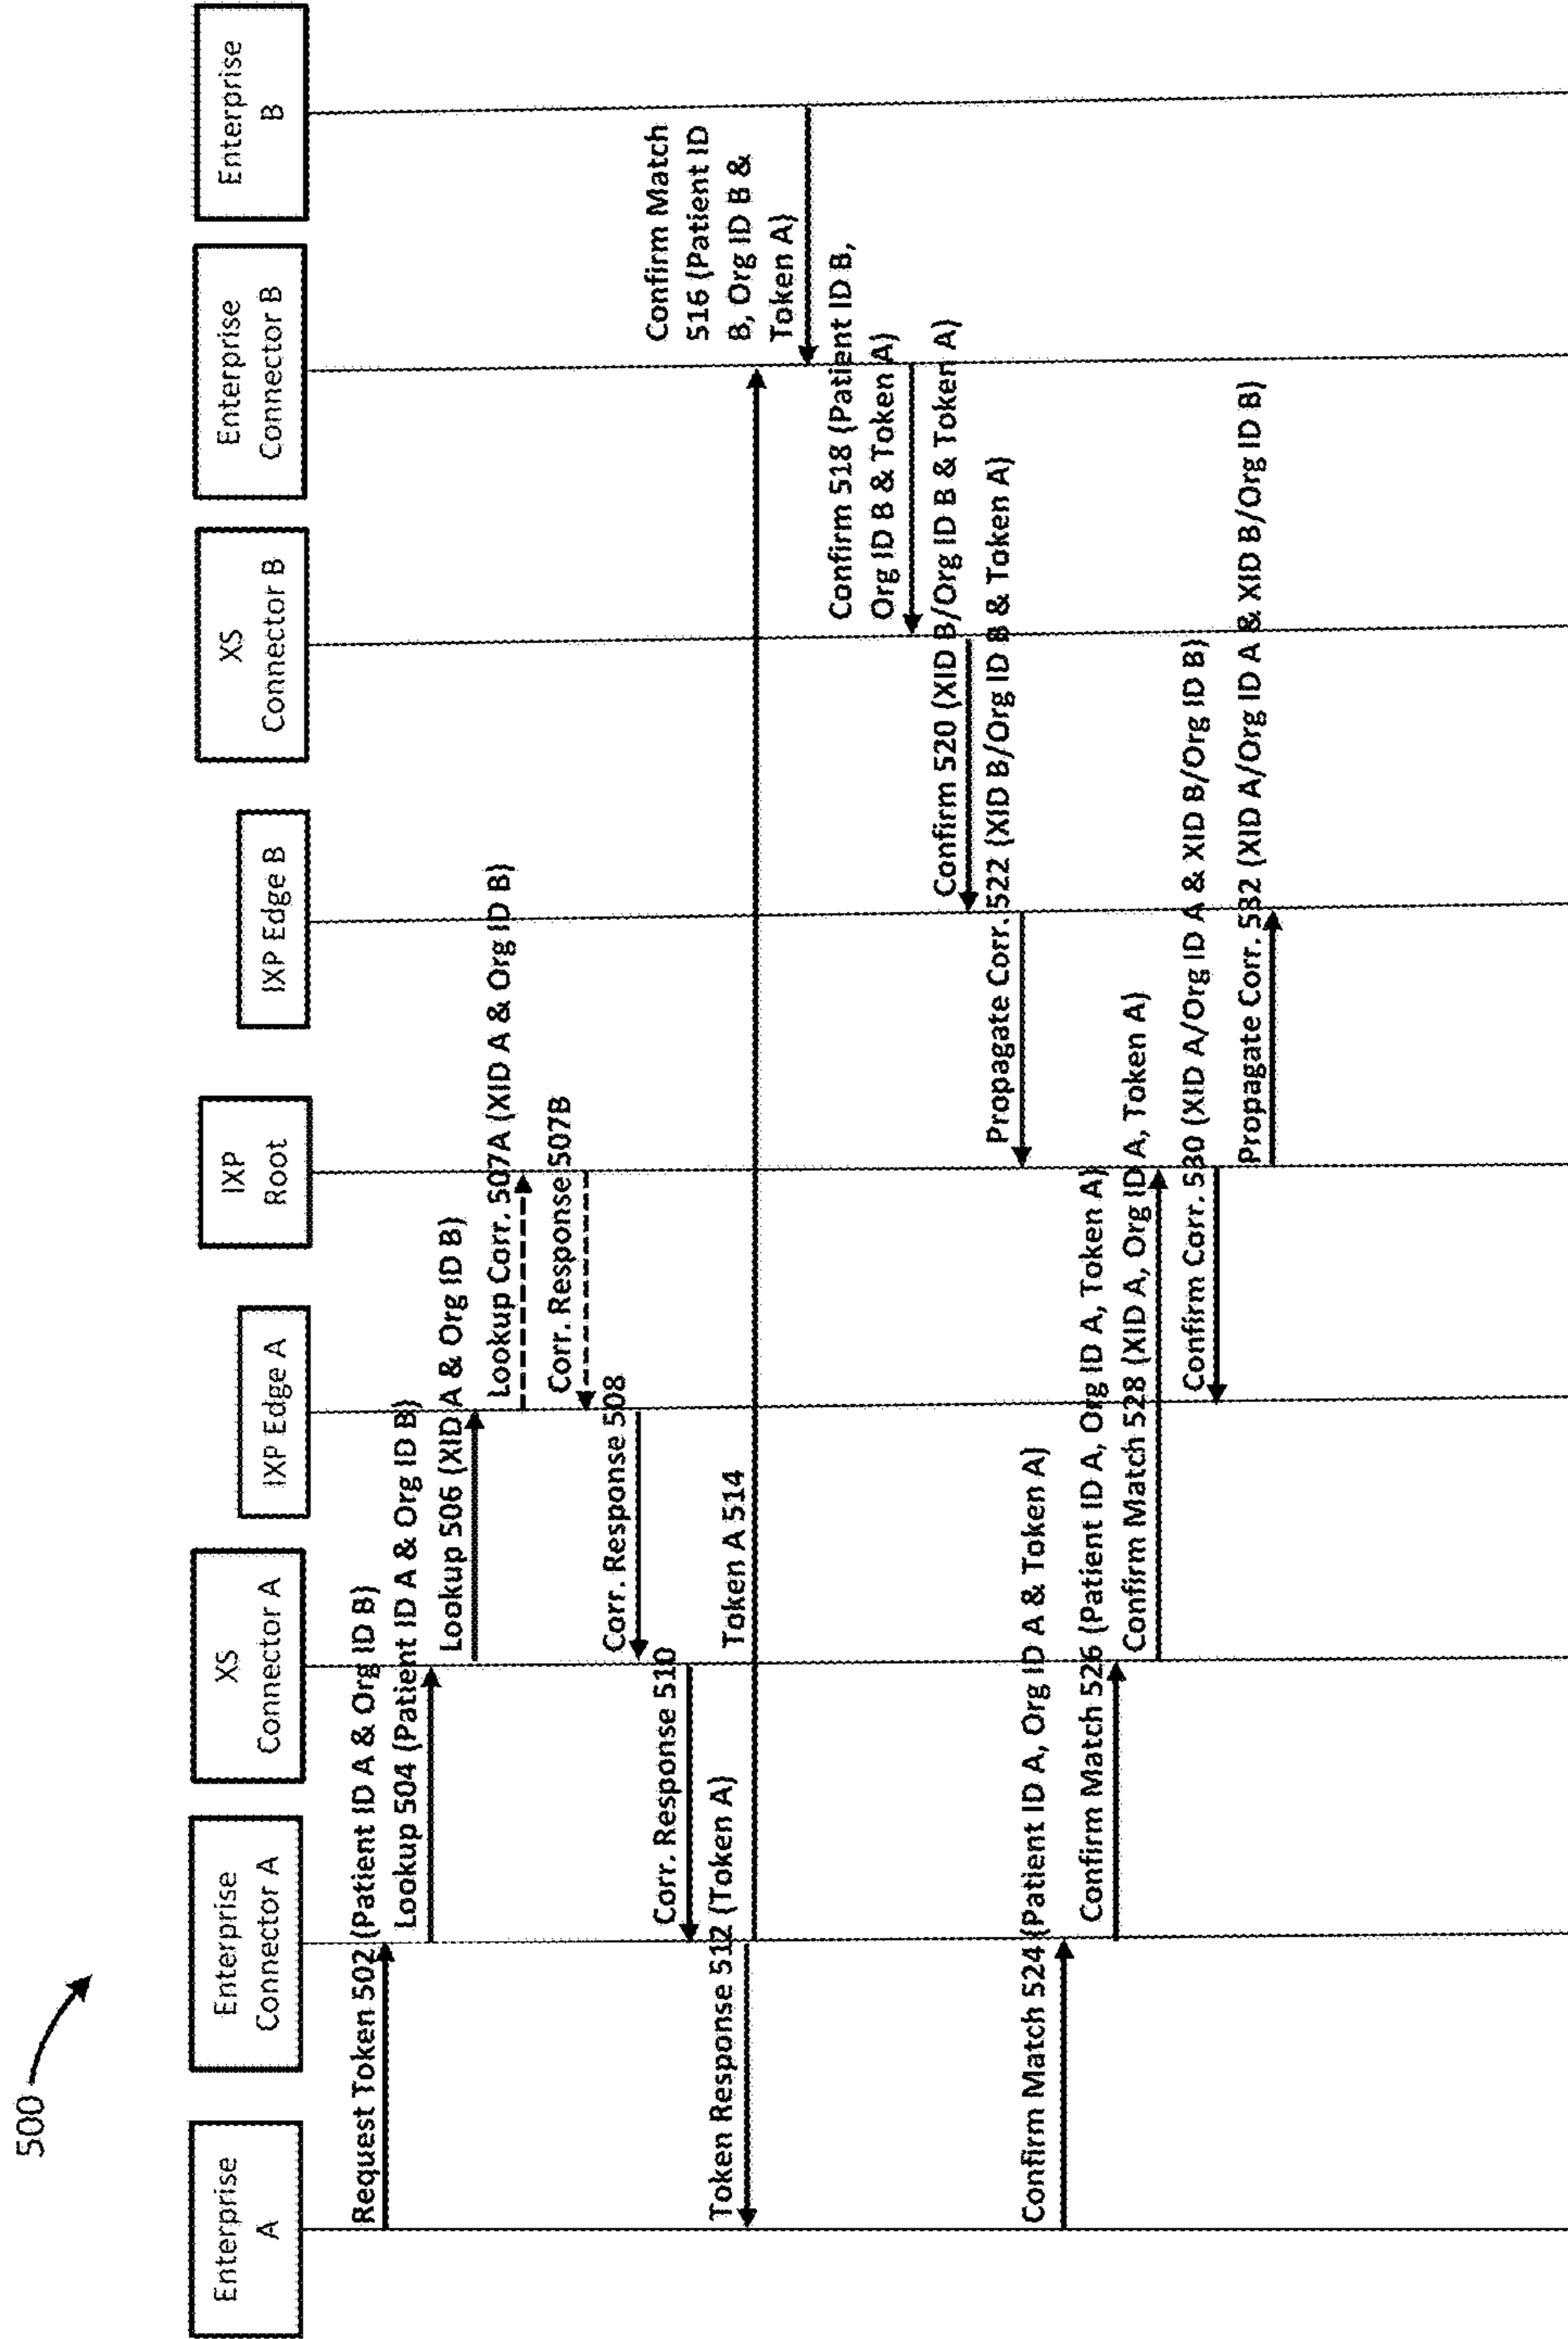 500
Enterprise
A
Enterprise
Connector A
XS
Connector A
IXP Edge A
IXP
Root
IXP Edge B
XS
Connector B
Enterprise
Connector B
Enterprise
B
Request Token 502 (Patient ID A & Org ID B)
Lookup 504 (Patient ID A & Org ID B)
Lookup 506 (XID A & Org ID B)
Lookup Corr. 507A (XID A & Org ID B)
Corr. Response 507B
Corr. Response 508
Corr. Response 510
Token Response 512 (Token A)
Token A 514
Confirm Match
516 (Patient ID
B, Org ID B &
Token A)
Confirm 518 (Patient ID B,
Org ID B & Token A)
Confirm 520 (XID B/Org ID B & Token A)
Propagate Corr. 522 (XID B/Org ID B & Token A)
Confirm Match 524 (Patient ID A, Org ID A & Token A)
Confirm Match 526 (Patient ID A, Org ID A, Token A)
Confirm Match 528 (XID A, Org ID A, Token A)
Confirm Corr. 530 (XID A/Org ID A & XID B/Org ID B)
Propagate Corr. 532 (XID A/Org ID A & XID B/Org ID B)